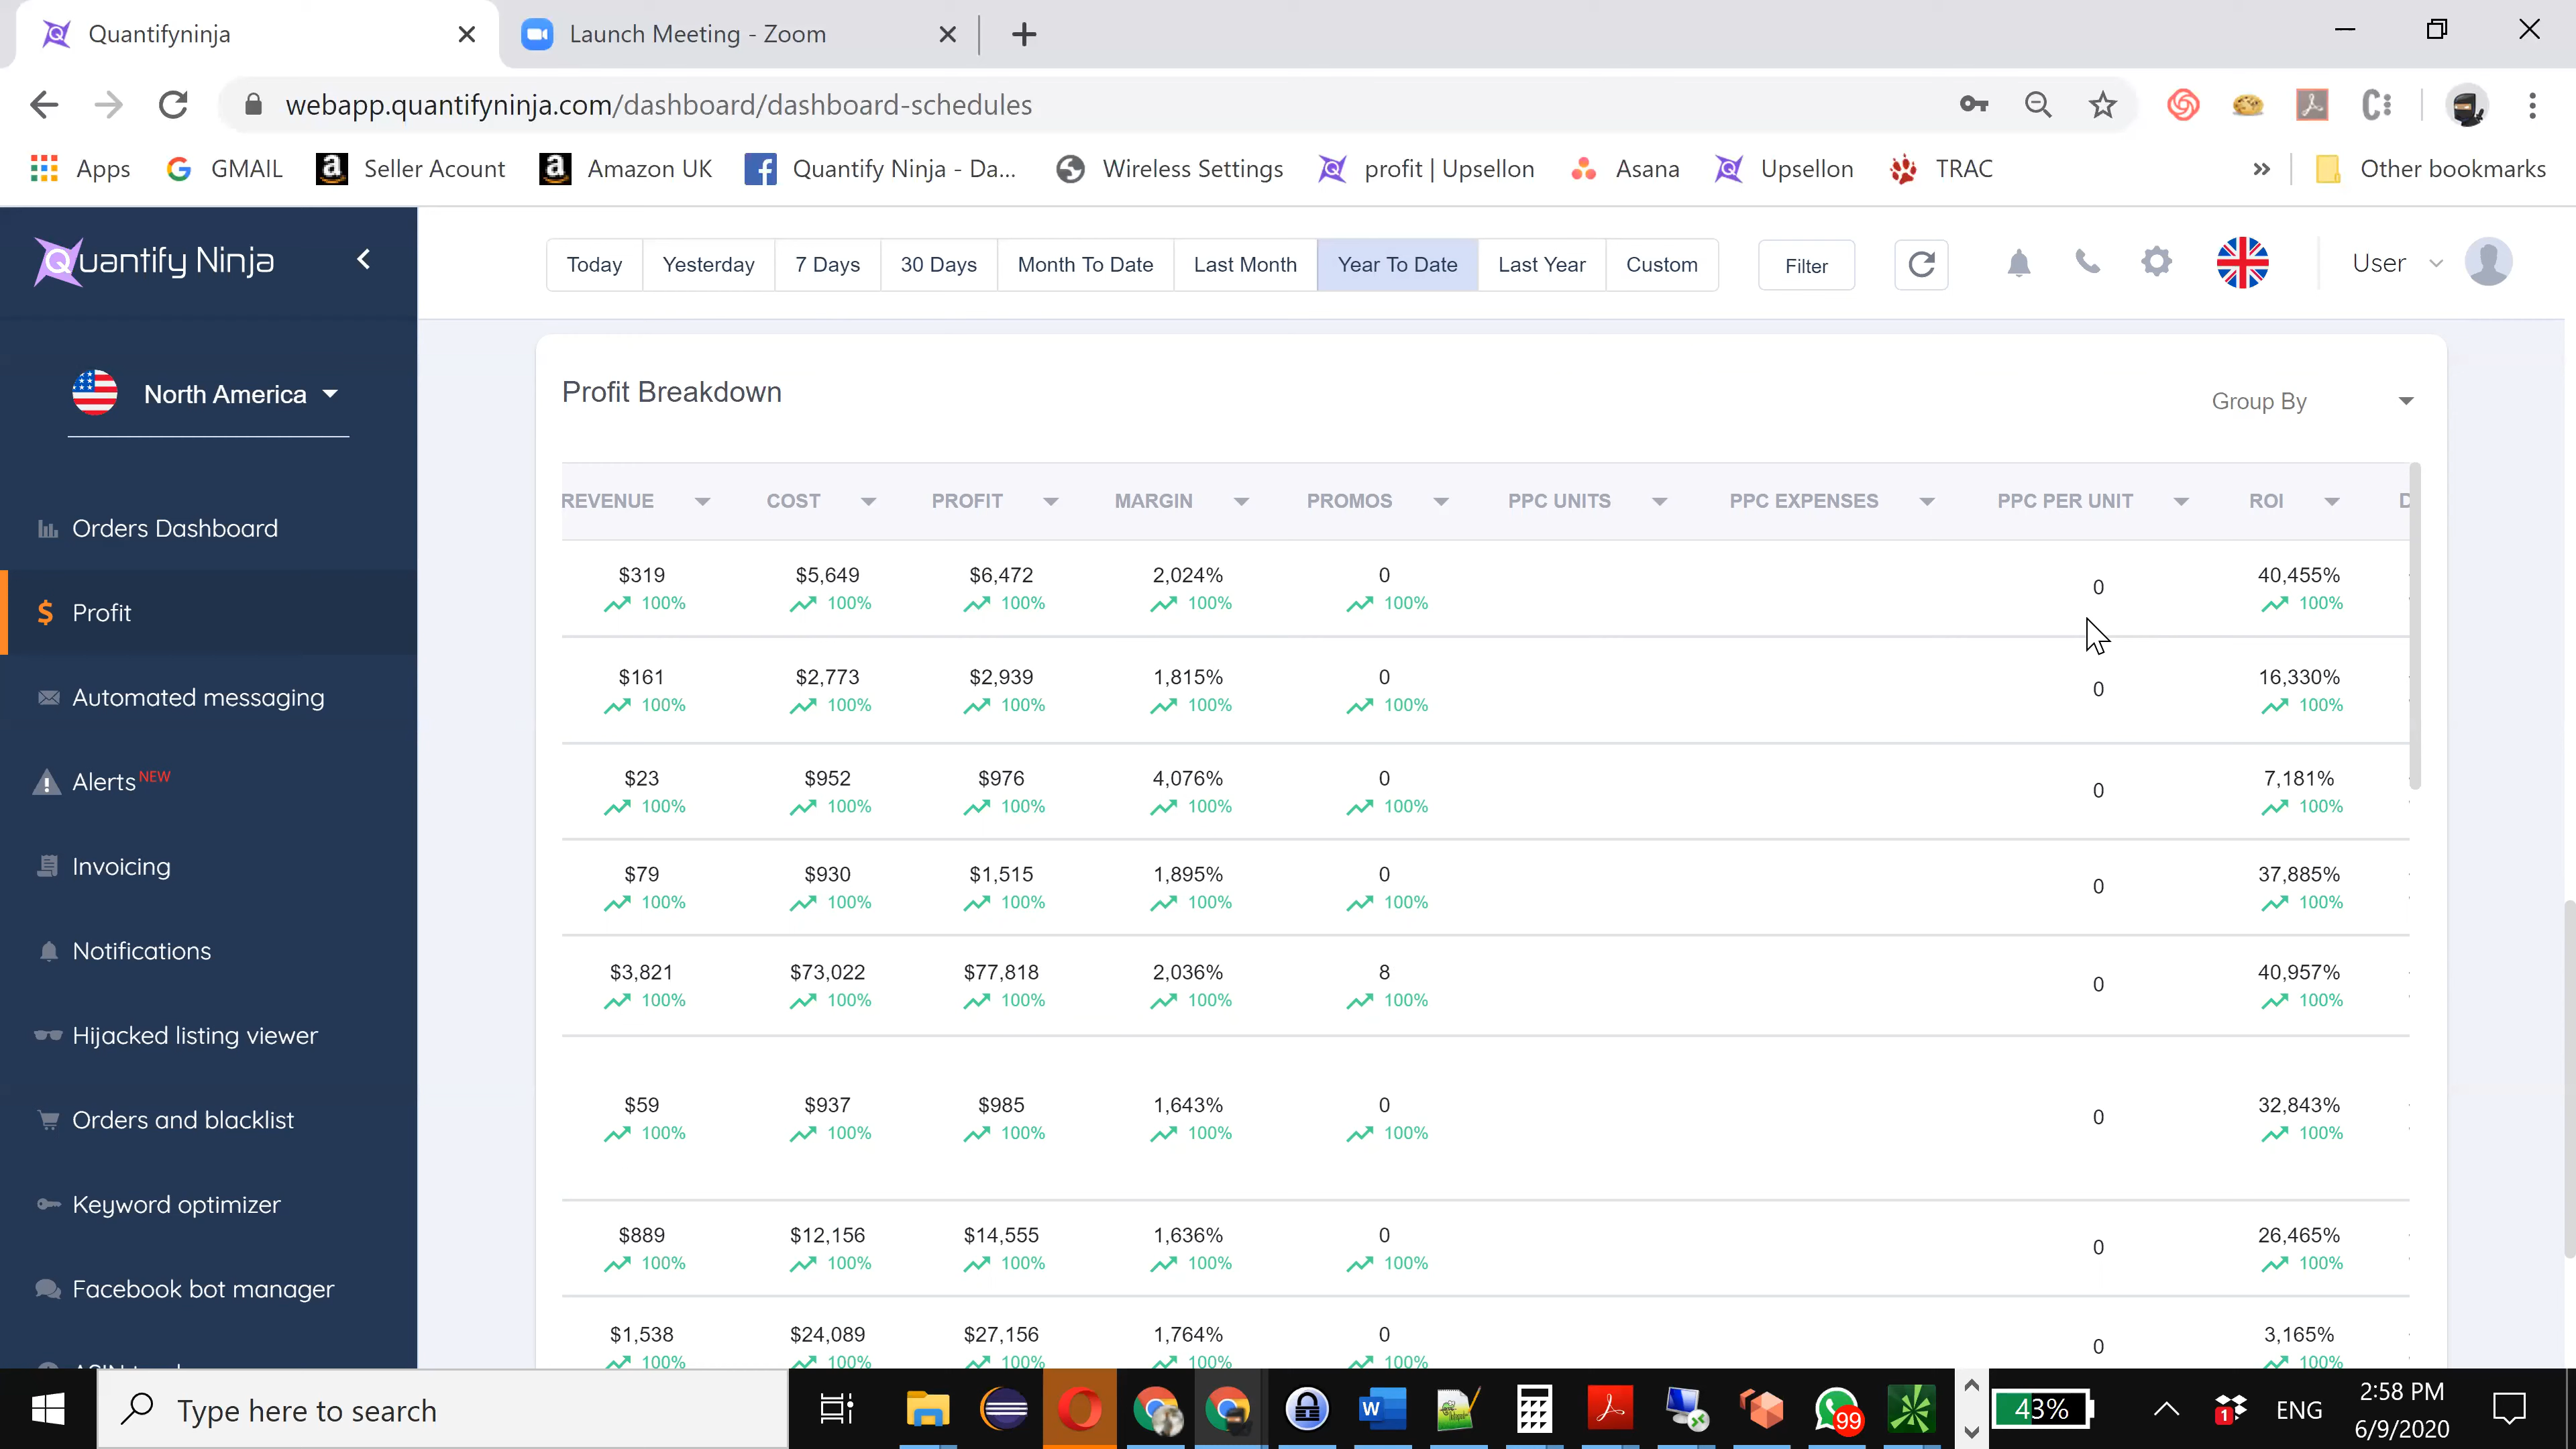 Quantifyninja
Launch Meeting - Zoom
webapp.quantifyninja.com/dashboard/dashboard-schedules
Apps
GMAIL
Seller Acount
Amazon UK
Quantify Ninja - Da...
Wireless Settings
profit | Upsellon
Asana
Upsellon
TRAC
Other bookmarks
Quantify Ninja
Today Yesterday 7 Days 30 Days Month To Date Last Month Year To Date Last Year Custom
Filter
User
North America
Orders Dashboard
Profit
Automated messaging
Alerts NEW
Invoicing
Notifications
Hijacked listing viewer
Orders and blacklist
Keyword optimizer
Facebook bot manager
Profit Breakdown
Group By
REVENUE COST PROFIT MARGIN PROMOS PPC UNITS PPC EXPENSES PPC PER UNIT ROI
$319 $5,649 $6,472 2,024% 0 0 40,455%
100% 100% 100% 100% 100% 100%
$161 $2,773 $2,939 1,815% 0 0 16,330%
100% 100% 100% 100% 100% 100%
$23 $952 $976 4,076% 0 0 7,181%
100% 100% 100% 100% 100% 100%
$79 $930 $1,515 1,895% 0 0 37,885%
100% 100% 100% 100% 100% 100%
$3,821 $73,022 $77,818 2,036% 8 0 40,957%
100% 100% 100% 100% 100% 100%
$59 $937 $985 1,643% 0 0 32,843%
100% 100% 100% 100% 100% 100%
$889 $12,156 $14,555 1,636% 0 0 26,465%
100% 100% 100% 100% 100% 100%
$1,538 $24,089 $27,156 1,764% 0 0 3,165%
100% 100% 100% 100% 100% 100%
Type here to search
99
43%
1
ENG
2:58 PM
6/9/2020